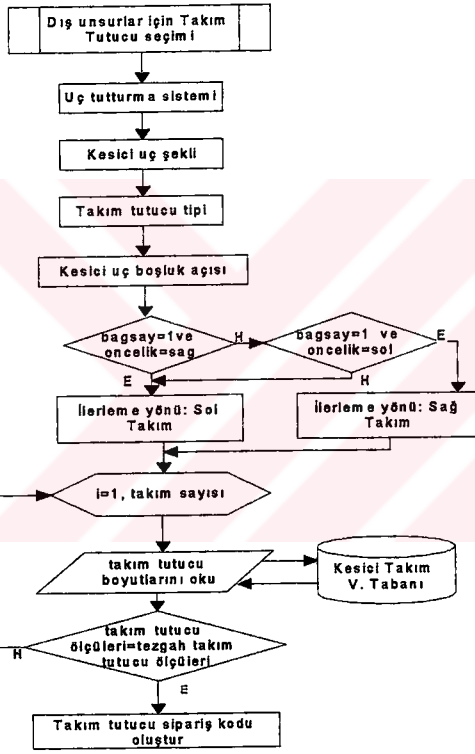 Dış unsurlar için Takım
Tutucu seçimi
Uç tutturma sistemi
Kesici uç şekli
Takım tutucu tipi
Kesici uç boşluk açısı
bagsay=1ve
oncelik=sag
H
bagsay=1 ve
oncelik=sol
E
E
H
İlerleme yönü: Sol
Takım
İlerleme yönü: Sağ
Takım
i=1, takım sayısı
takım tutucu
boyutlarını oku
Kesici Takım
V. Tabanı
takım tutucu
ölçüleri=tezgah takım
tutucu ölçüleri
H
E
Takım tutucu sipariş kodu
oluştur